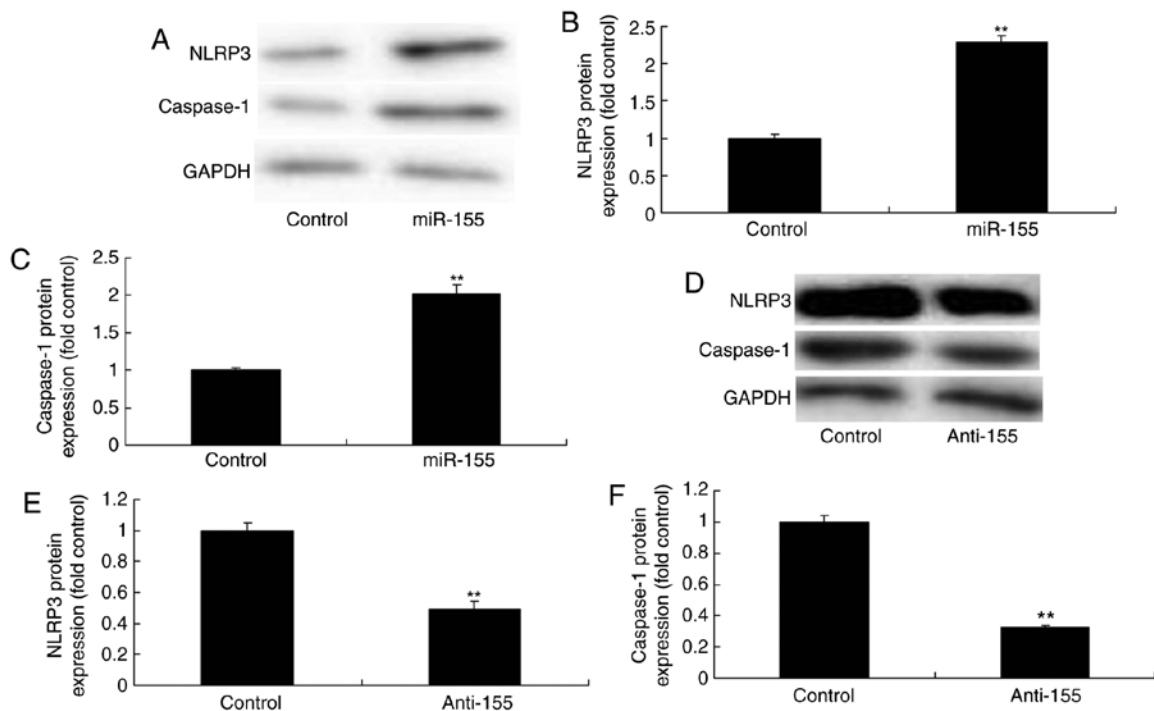 A
NLRP3
Caspase-1
GAPDH
Control miR-155
B
NLRP3 protein
expression (fold control)
2.5
2
1.5
1
0.5
0
**
Control miR-155
C
Caspase-1 protein
expression (fold control)
2.5
2
1.5
1
0.5
0
**
Control miR-155
D
NLRP3
Caspase-1
GAPDH
Control Anti-155
E
NLRP3 protein
expression (fold control)
1.2
1
0.8
0.6
0.4
0.2
0
**
Control Anti-155
F
Caspase-1 protein
expression (fold control)
1.2
1
0.8
0.6
0.4
0.2
0
**
Control Anti-155